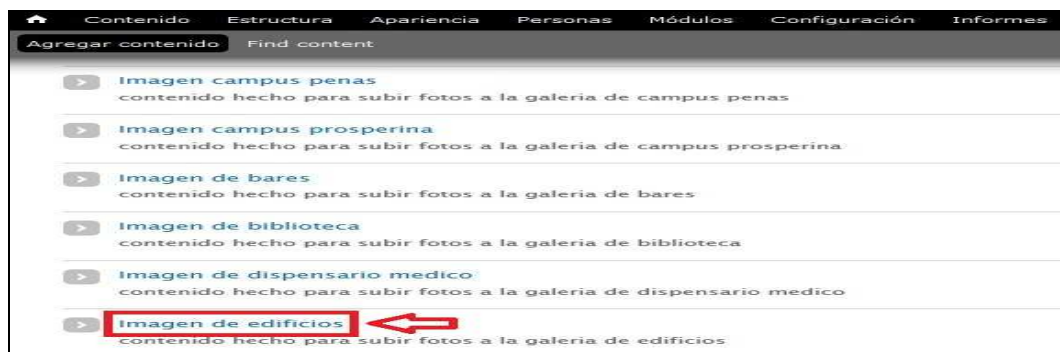 Contenido Estructura Apariencia Personas Módulos Configuración Informes
Agregar contenido Find content
Imagen campus penas
contenido hecho para subir fotos a la galeria de campus penas
Imagen campus prosperina
contenido hecho para subir fotos a la galeria de campus prosperina
Imagen de bares
contenido hecho para subir fotos a la galeria de bares
Imagen de biblioteca
contenido hecho para subir fotos a la galeria de biblioteca
Imagen de dispensario medico
contenido hecho para subir fotos a la galeria de dispensario medico
Imagen de edificios
contenido hecho para subir fotos a la galeria de edificios